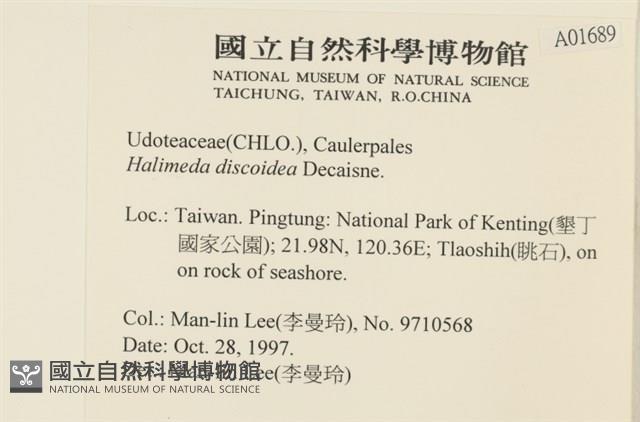 國立自然科學博物館
A01689
NATIONAL MUSEUM OF NATURAL SCIENCE
TAICHUNG, TAIWAN, R.O.CHINA
Udoteaceae(CHLO.), Caulerpales
Halimeda discoidea Decaisne.
Loc.: Taiwan. Pingtung: National Park of Kenting(墾丁
國家公園); 21.98N, 120.36E; Tlaoshih(眺石), on
on rock of seashore.
Col.: Man-lin Lee(李曼玲), No. 9710568
Date: Oct. 28, 1997.
ee(李曼玲)
國立自然科學博物館
NATIONAL MUSEUM OF NATURAL SCIENCE